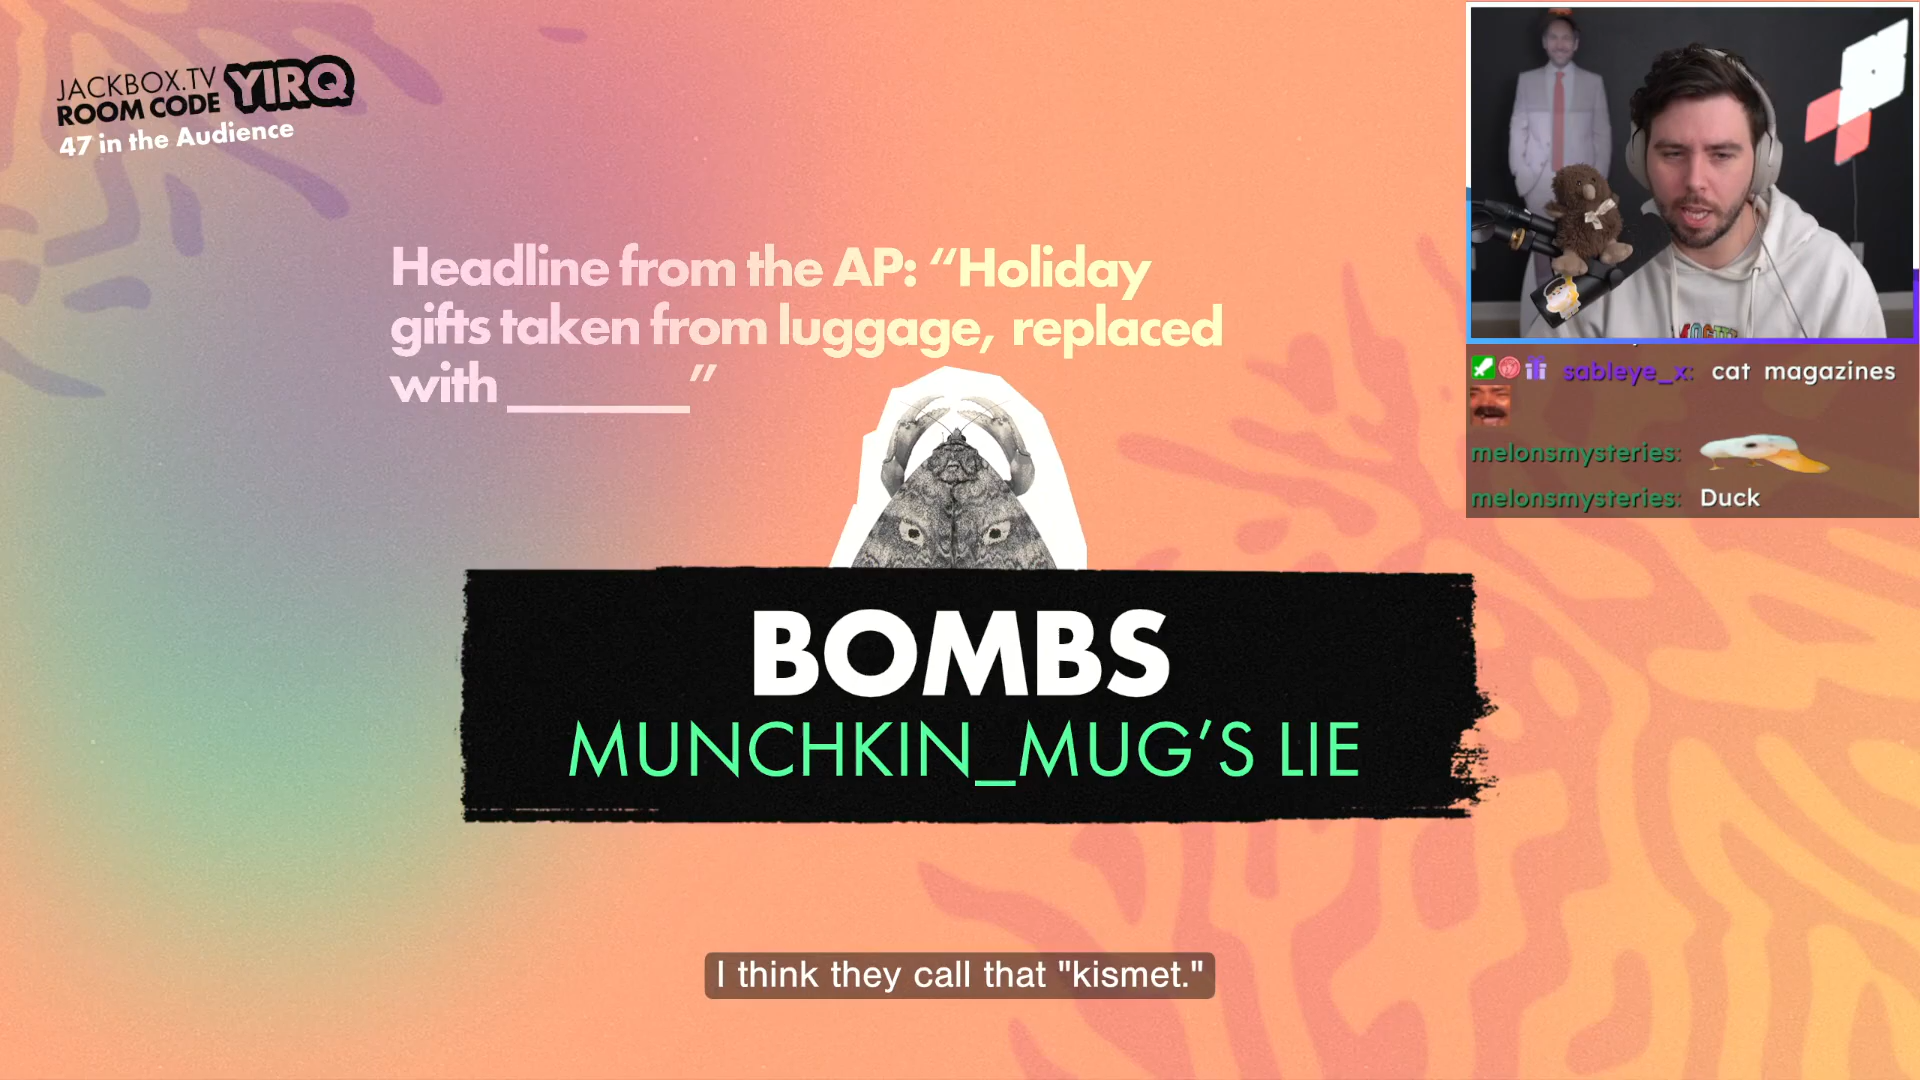 JACKBOX.TV
ROOM CODE YIRQ
47 in the Audience
Headline from the AP: “Holiday
gifts taken from luggage, replaced
with ________”
BOMBS
MUNCHKIN_MUG’S LIE
I think they call that "kismet."
sableye_x: cat magazines
melonsmysteries:
melonsmysteries: Duck